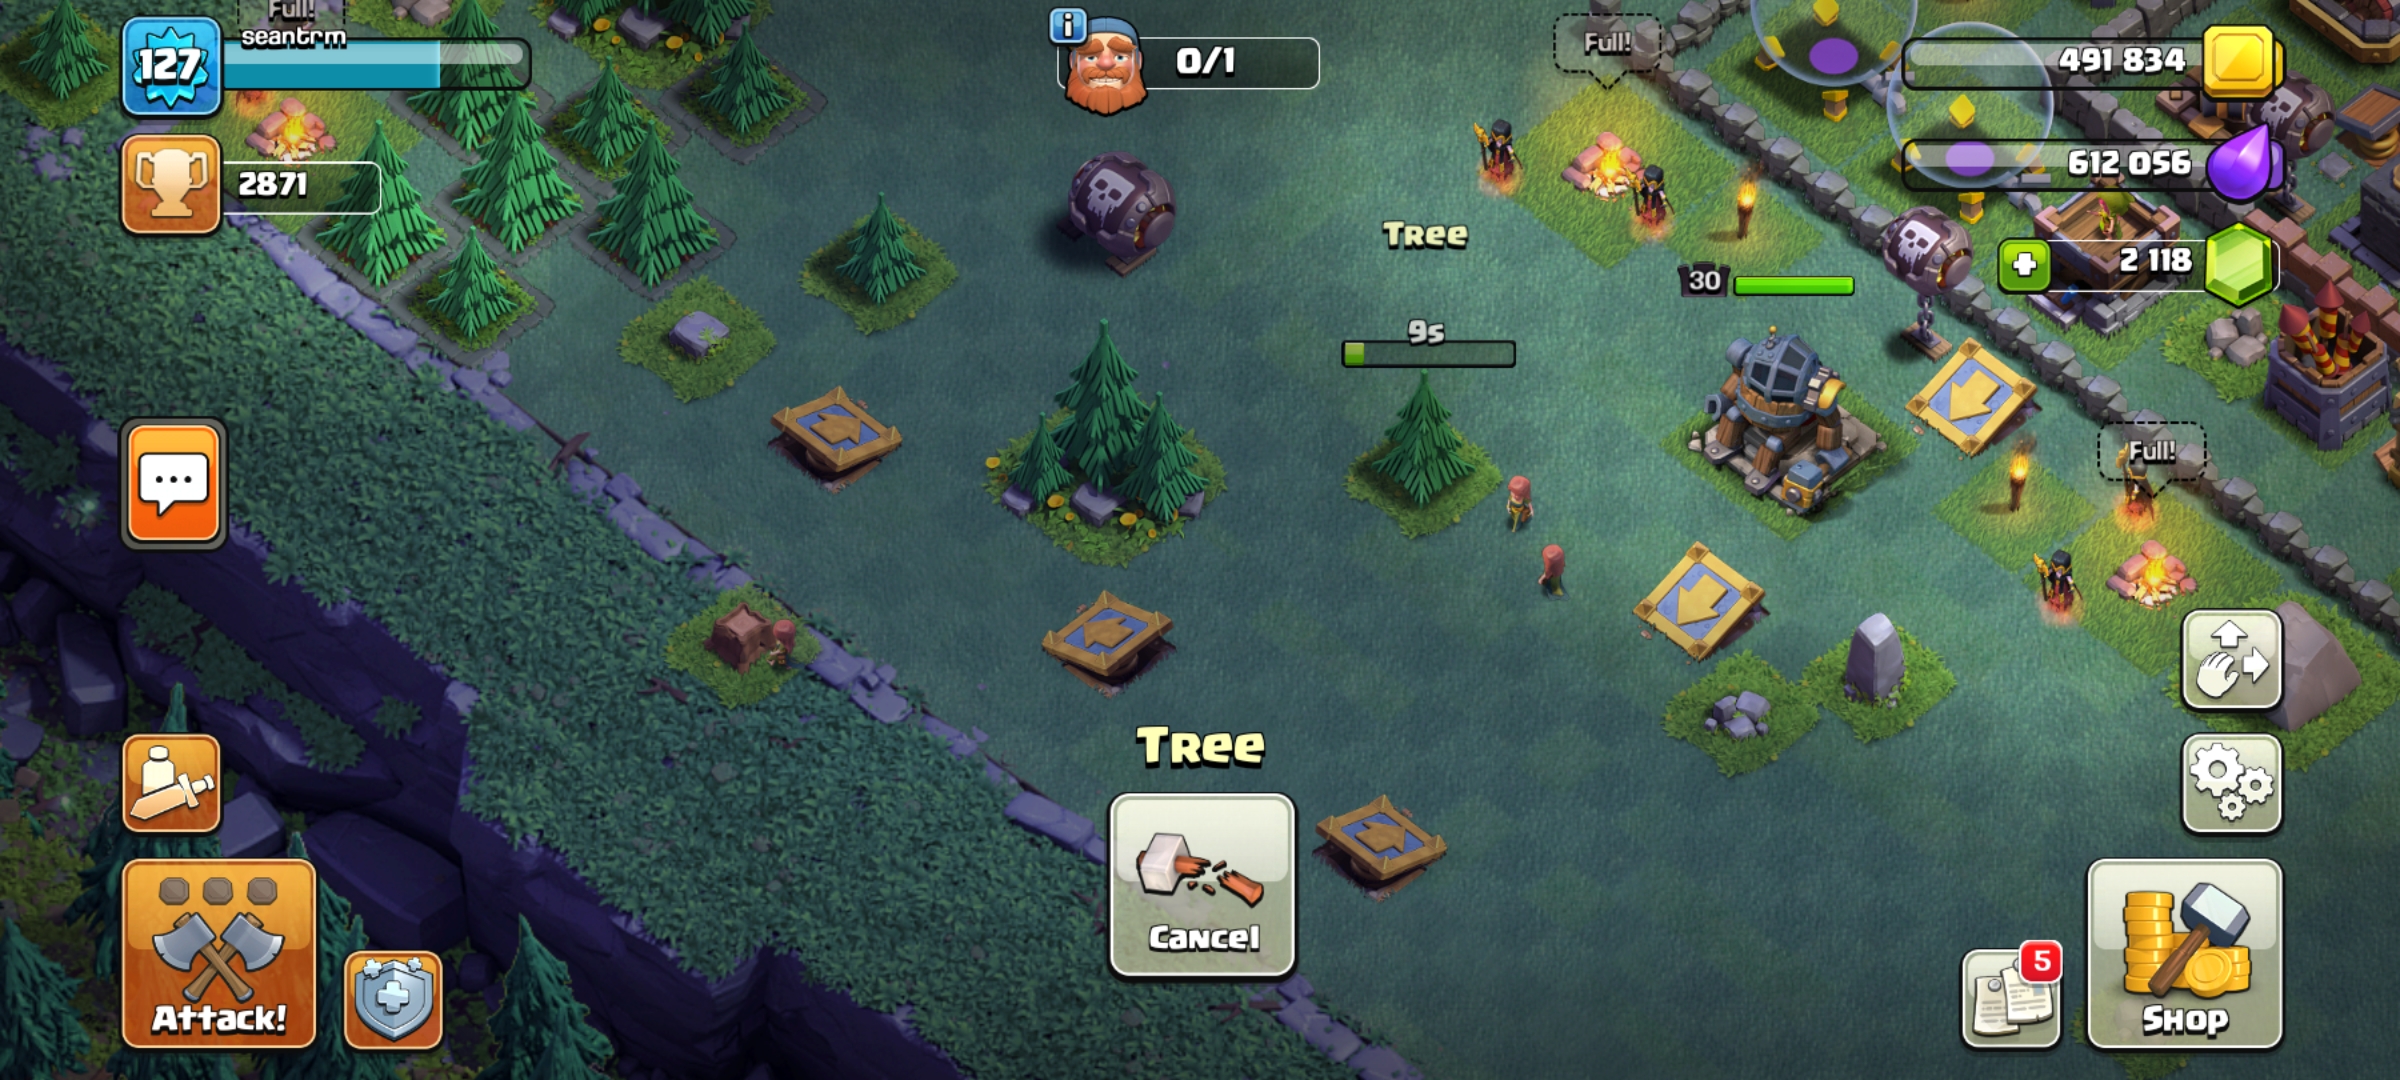 Full!
127
seantrm
i
0/1
Full!
491 834
2871
612 056
Tree
30
2 118
9s
Full!
Tree
Cancel
Attack!
5
Shop